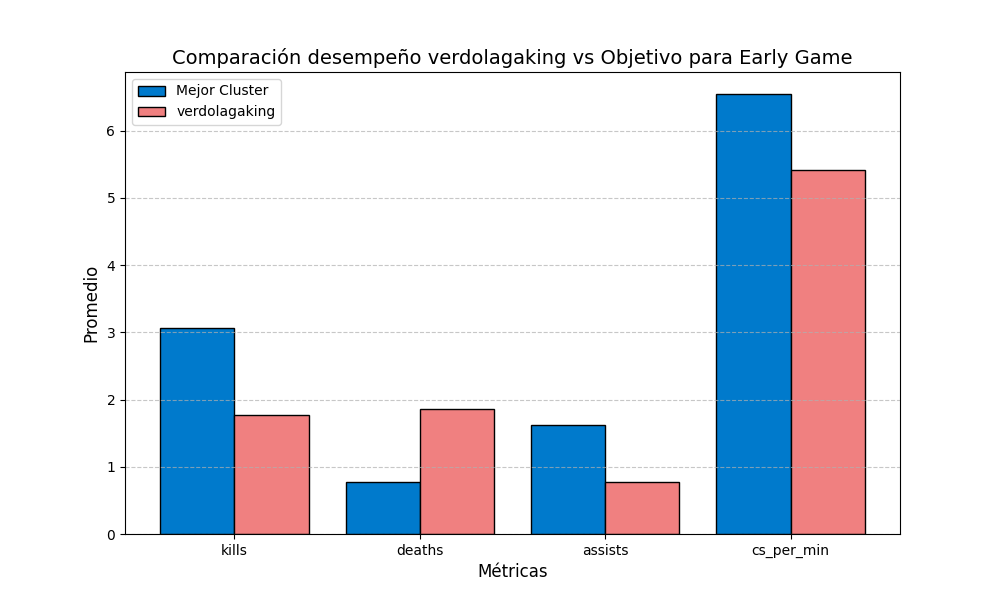 Comparación desempeño verdolagaking vs Objetivo para Early Game
Mejor Cluster
verdolagaking
Promedio
6
5
4
3
2
1
0
kills
deaths
assists
cs_per_min
Métricas